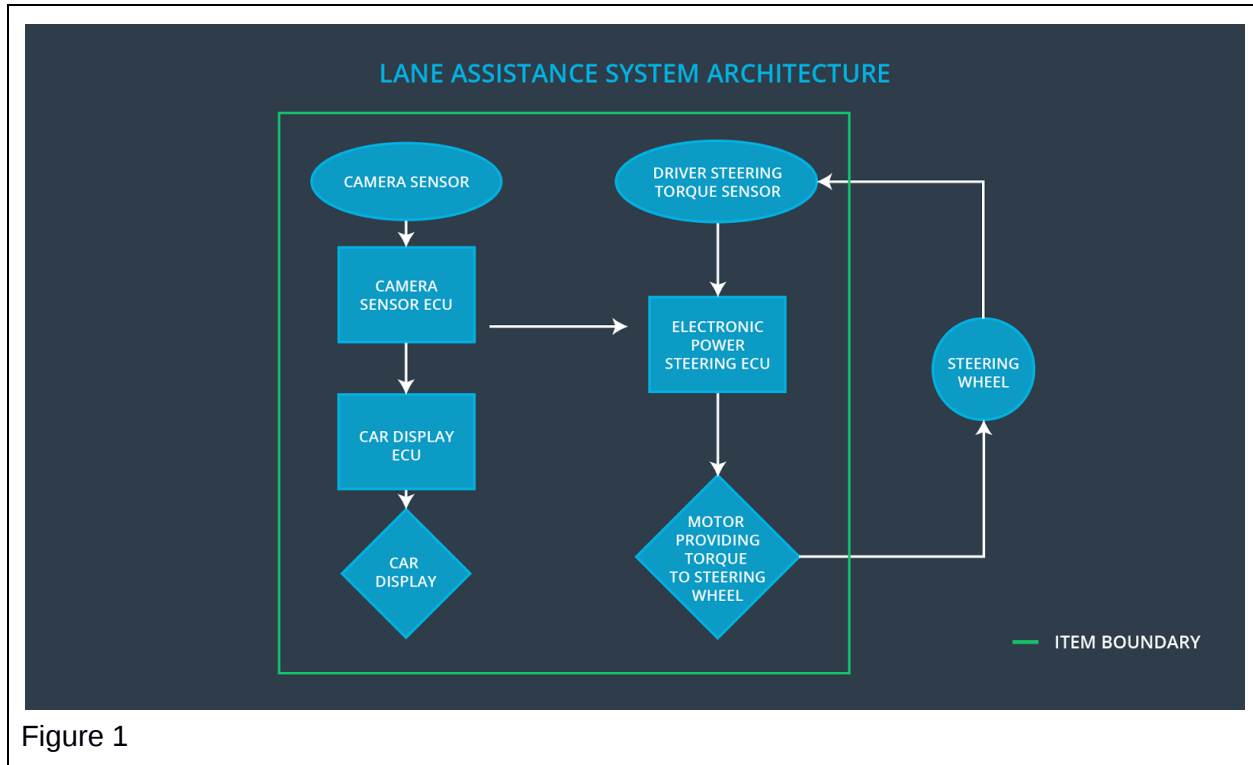 LANE ASSISTANCE SYSTEM ARCHITECTURE
CAMERA SENSOR
CAMERA
SENSOR ECU
CAR DISPLAY
ECU
CAR
DISPLAY
DRIVER STEERING
TORQUE SENSOR
ELECTRONIC
POWER
STEERING ECU
MOTOR
PROVIDING
TORQUE
TO STEERING
WHEEL
STEERING
WHEEL
ITEM BOUNDARY
Figure 1